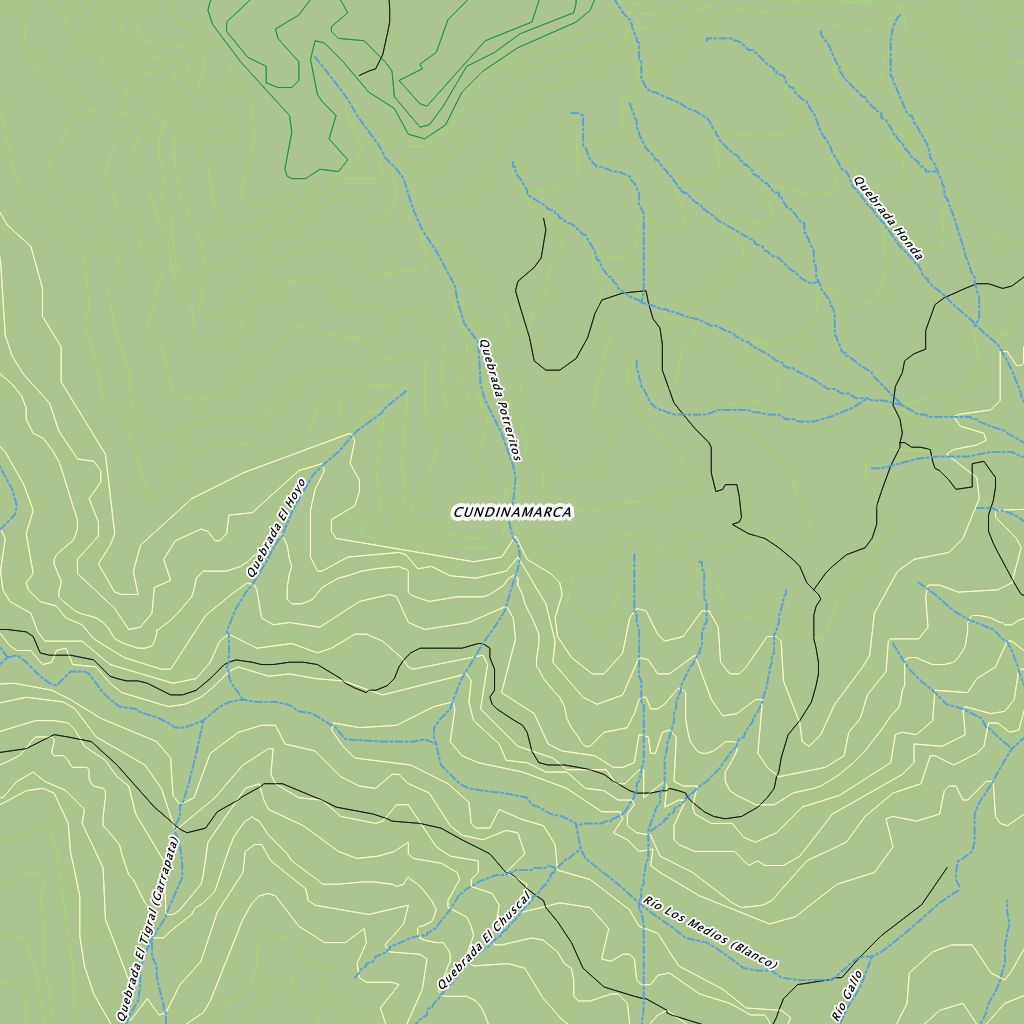 Quebrada Honda
Quebrada Potreritos
Quebrada El Hoyo
CUNDINAMARCA
Quebrada El Tigral (Garrapata)
Quebrada El Chuscal
Río Los Medios (Blanco)
Río Gallo